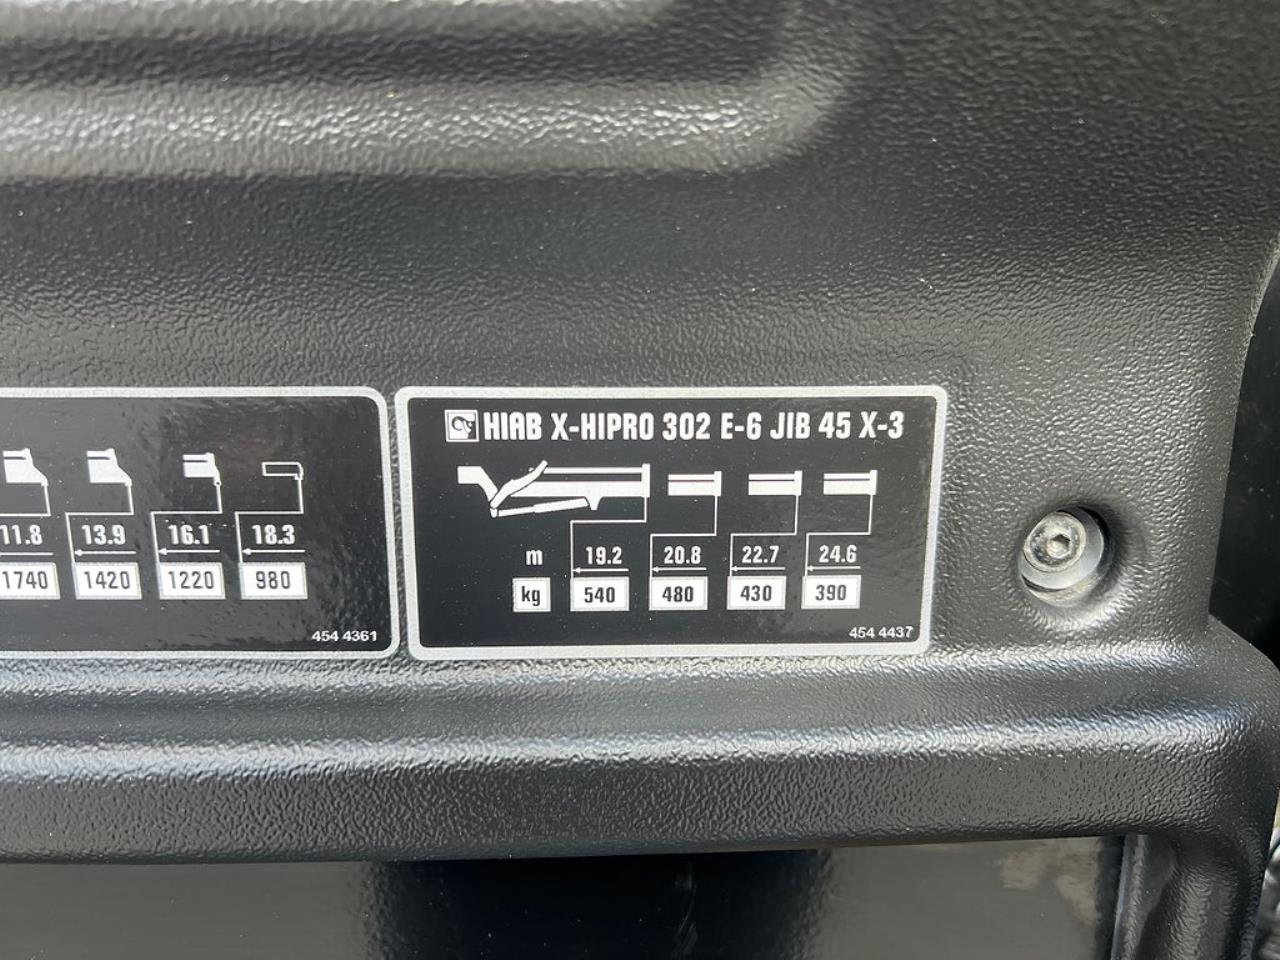 11.8 13.9 16.1 18.3
1740 1420 1220 980
454 4361
HIAB X-HIPRO 302 E-6 JIB 45 X-3
m 19.2 20.8 22.7 24.6
kg 540 480 430 390
454 4437